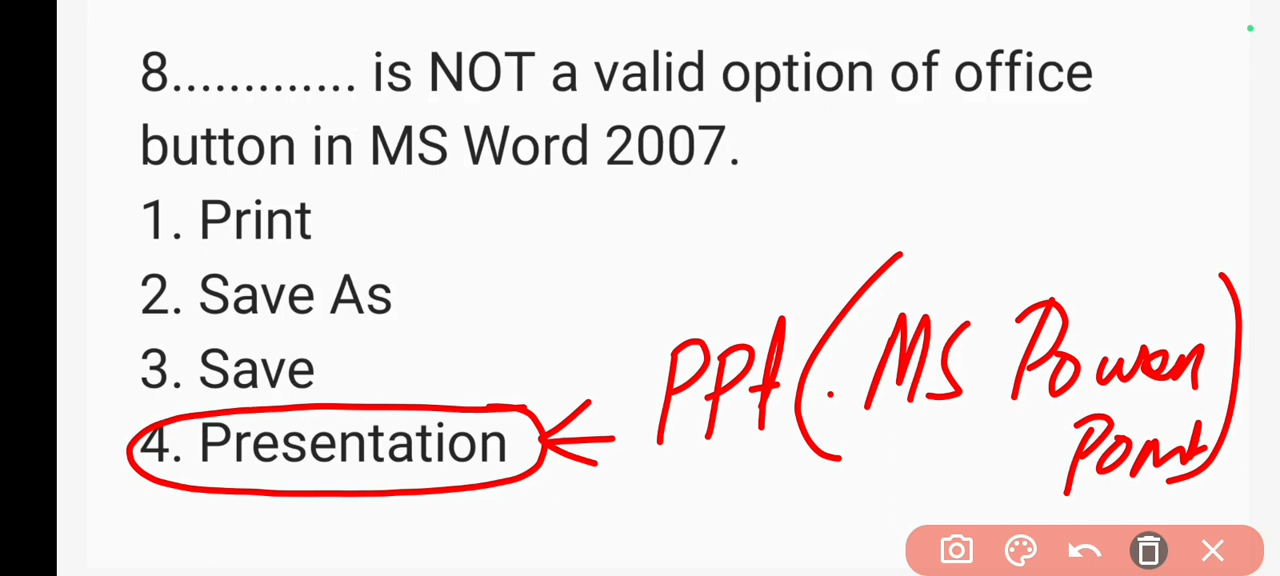 8............. is NOT a valid option of office
button in MS Word 2007.
1. Print
2. Save As
3. Save
4. Presentation
PPt (MS Power
Point)